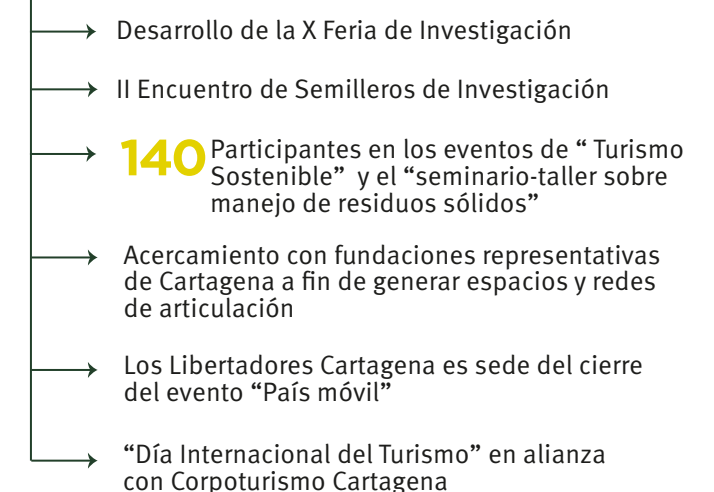 Desarrollo de la X Feria de Investigación
II Encuentro de Semilleros de Investigación
140 Participantes en los eventos de “ Turismo
Sostenible” y el “seminario-taller sobre
manejo de residuos sólidos”
Acercamiento con fundaciones representativas
de Cartagena a fin de generar espacios y redes
de articulación
Los Libertadores Cartagena es sede del cierre
del evento “País móvil”
“Día Internacional del Turismo” en alianza
con Corpoturismo Cartagena